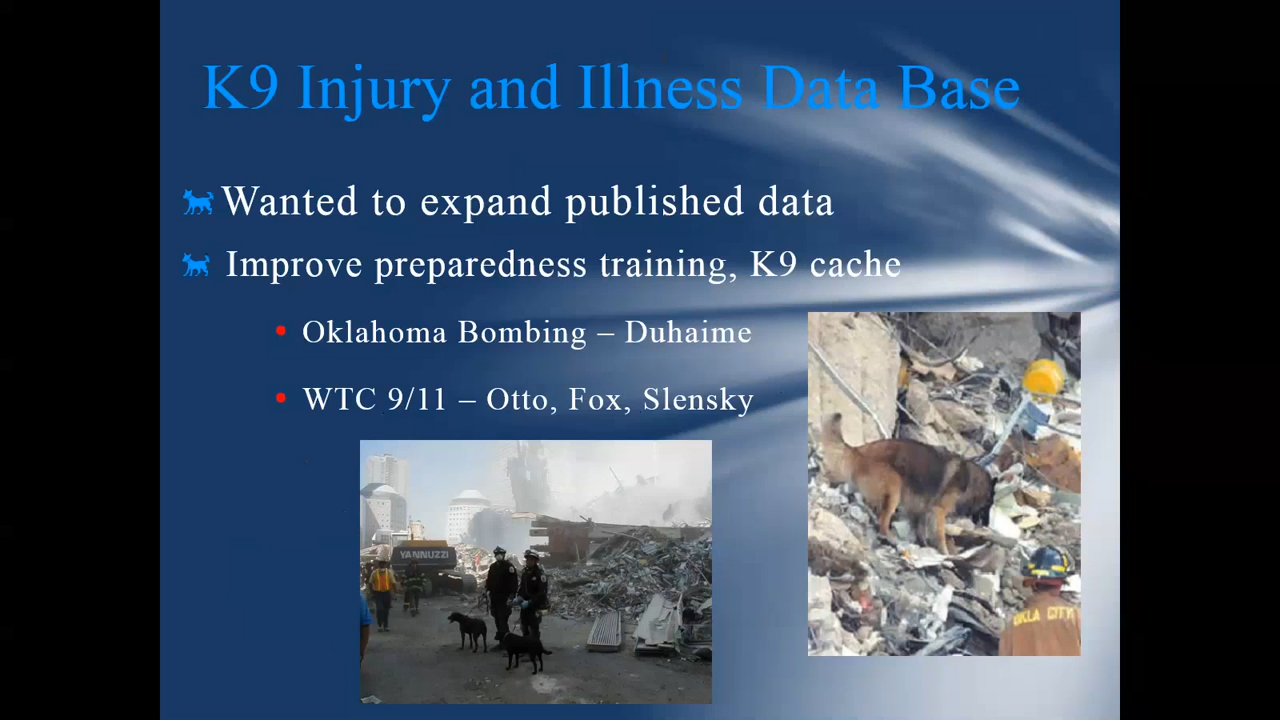 K9 Injury and Illness Data Base
Wanted to expand published data
Improve preparedness training, K9 cache
Oklahoma Bombing – Duhaime
WTC 9/11 – Otto, Fox, Slensky
YANNUZZI
OKLA CITY